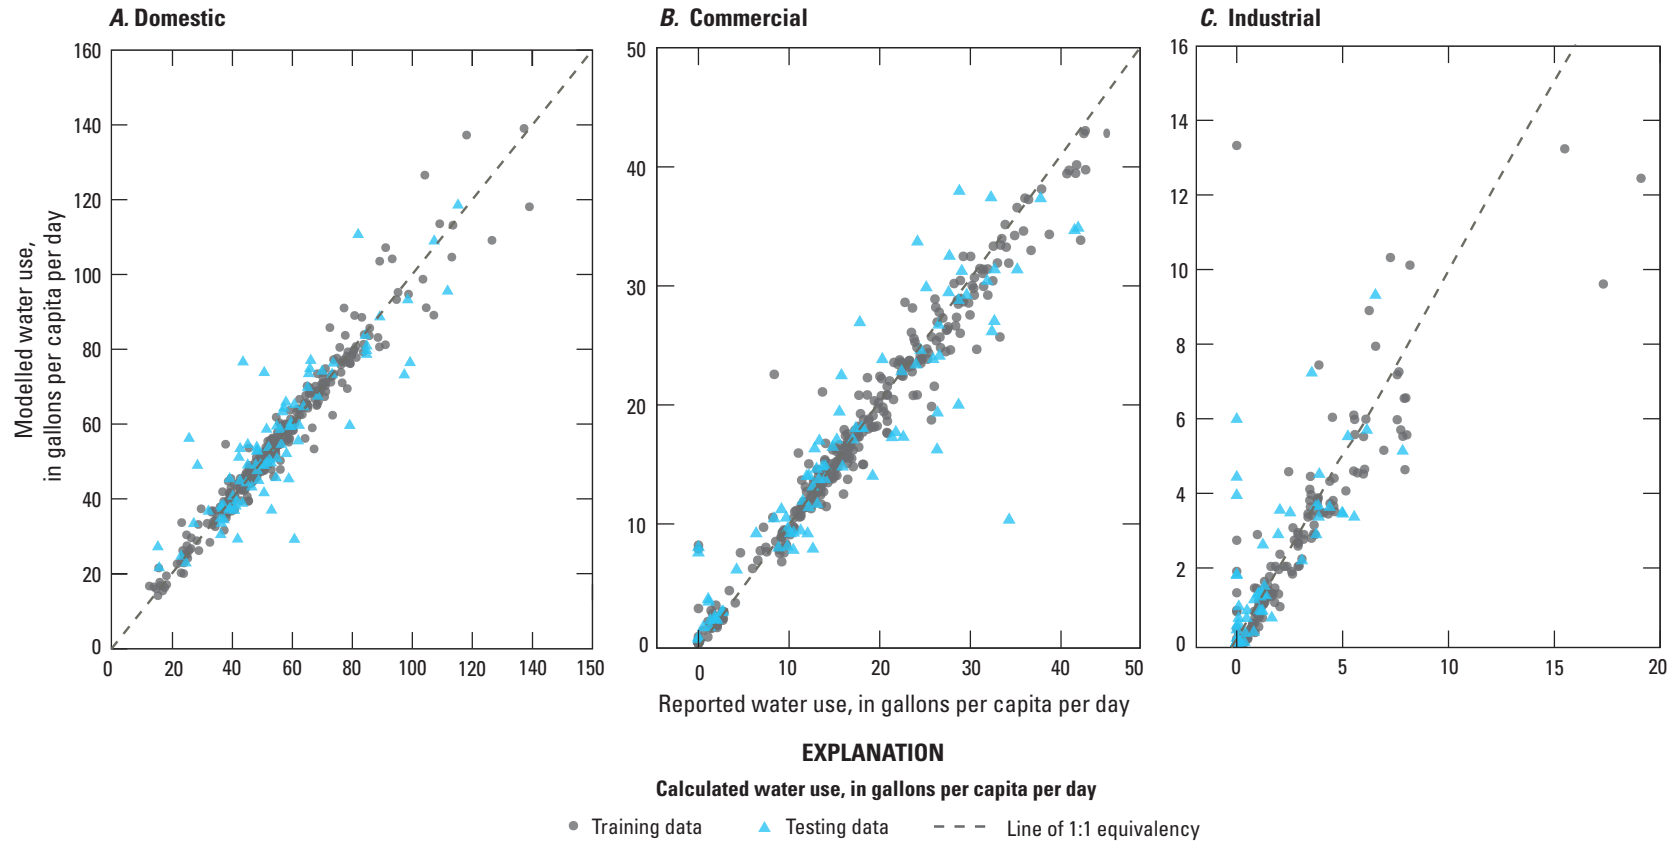 A. Domestic
B. Commercial
C. Industrial
Modelled water use,
in gallons per capita per day
160
140
120
100
80
60
40
20
0
0 20 40 60 80 100 120 140 150
50
40
30
20
10
0
0 10 20 30 40 50
16
14
12
10
8
6
4
2
0
0 5 10 15 20
Reported water use, in gallons per capita per day
EXPLANATION
Calculated water use, in gallons per capita per day
Training data
Testing data
Line of 1:1 equivalency